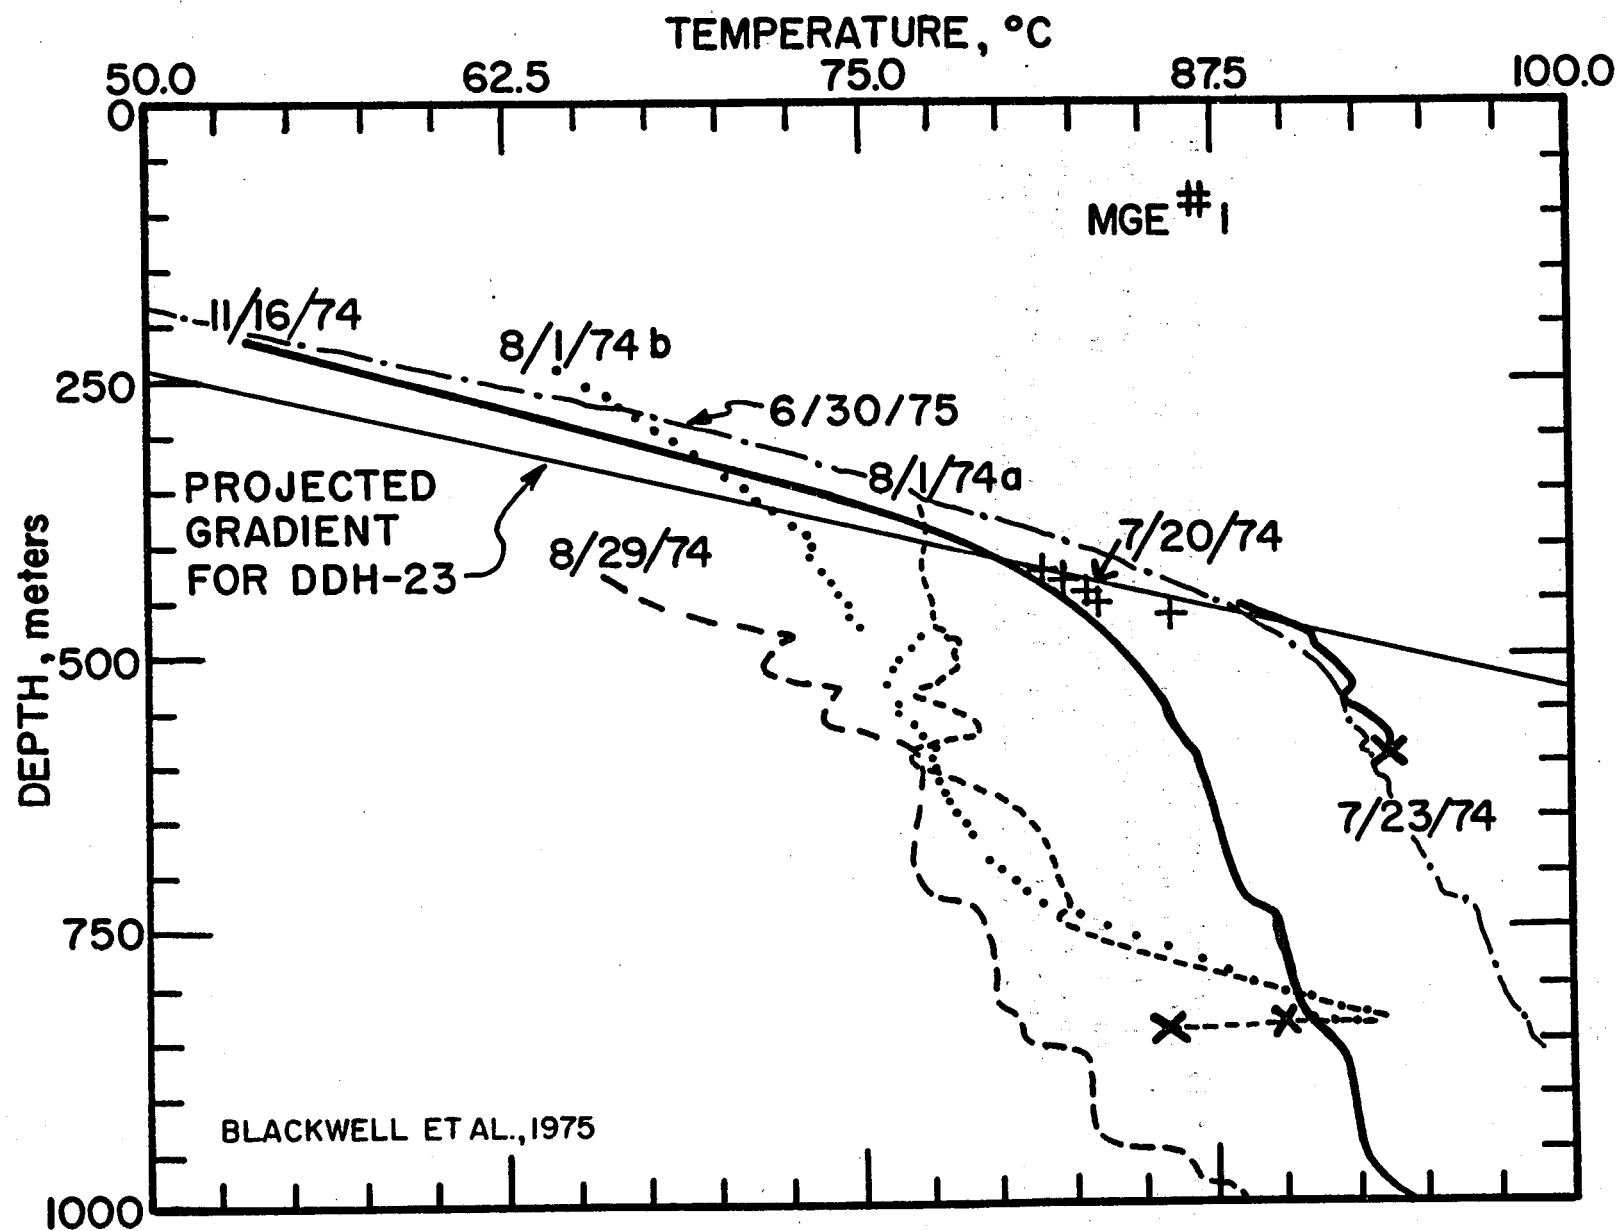 TEMPERATURE, °C
50.0 62.5 75.0 87.5 100.0
0
MGE #1
11/16/74
8/1/74 b
250
6/30/75
8/1/74a
PROJECTED
GRADIENT
FOR DDH-23
7/20/74
8/29/74
DEPTH, meters
500
7/23/74
750
BLACKWELL ET AL., 1975
1000